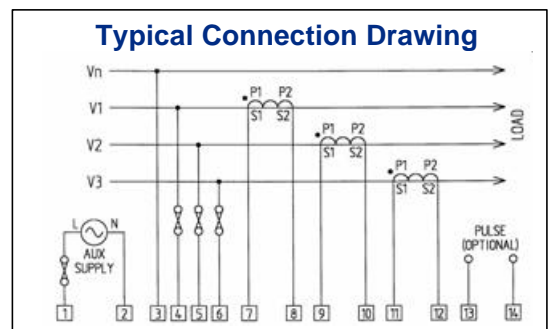 Typical Connection Drawing
Vn
V1
P1 P2
S1 S2
LOAD
V2
P1 P2
S1 S2
V3
P1 P2
S1 S2
L N
AUX
SUPPLY
PULSE
(OPTIONAL)
1 2 3 4 5 6 7 8 9 10 11 12 13 14